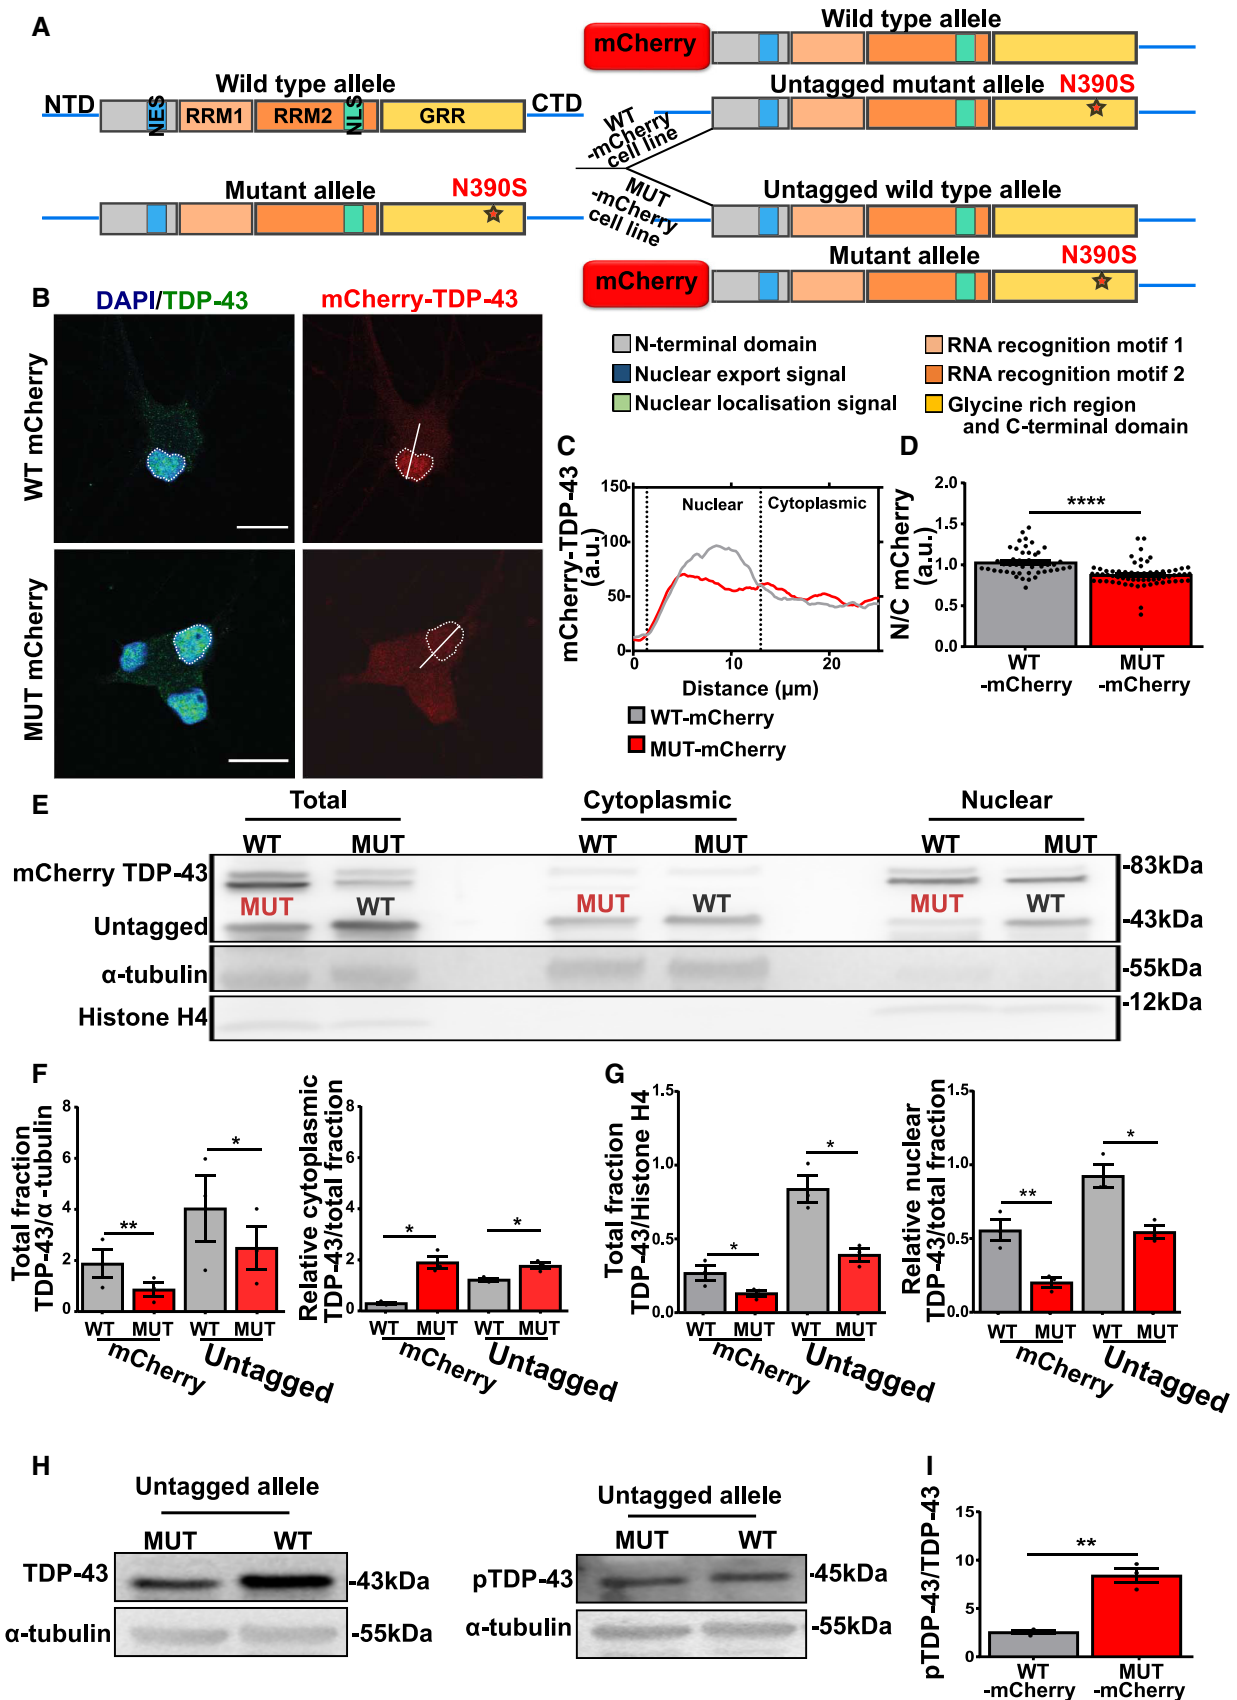 A
Wild type allele
NTD
NES
RRM1
RRM2
NLS
GRR
CTD
Mutant allele
N390S
WT
-mCherry
cell line
MUT
-mCherry
cell line
Wild type allele
mCherry
Untagged mutant allele
N390S
Untagged wild type allele
Mutant allele
N390S
mCherry
N-terminal domain
Nuclear export signal
Nuclear localisation signal
RNA recognition motif 1
RNA recognition motif 2
Glycine rich region
and C-terminal domain
B
DAPI/TDP-43
mCherry-TDP-43
WT mCherry
MUT mCherry
C
mCherry-TDP-43
(a.u.)
150
100
50
0
Nuclear
Cytoplasmic
0
10
20
Distance (µm)
WT-mCherry
MUT-mCherry
D
N/C mCherry
(a.u.)
2.0
1.5
1.0
0.5
0
****
WT
-mCherry
MUT
-mCherry
E
Total
Cytoplasmic
Nuclear
WT
MUT
WT
MUT
WT
MUT
mCherry TDP-43
-83kDa
MUT
WT
MUT
WT
MUT
WT
Untagged
-43kDa
α-tubulin
-55kDa
Histone H4
-12kDa
F
Total fraction
TDP-43/α -tubulin
8
6
4
2
0
**
*
WT
MUT
WT
MUT
mCherry
Untagged
Relative cytoplasmic
TDP-43/total fraction
8
6
4
2
0
*
*
WT
MUT
WT
MUT
mCherry
Untagged
G
Total fraction
TDP-43/Histone H4
1.5
1.0
0.5
0.0
*
*
WT
MUT
WT
MUT
mCherry
Untagged
Relative nuclear
TDP-43/total fraction
1.5
1.0
0.5
0.0
**
*
WT
MUT
WT
MUT
mCherry
Untagged
H
Untagged allele
MUT
WT
TDP-43
-43kDa
α-tubulin
-55kDa
Untagged allele
MUT
WT
pTDP-43
-45kDa
α-tubulin
-55kDa
I
pTDP-43/TDP-43
15
10
5
0
**
WT
-mCherry
MUT
-mCherry